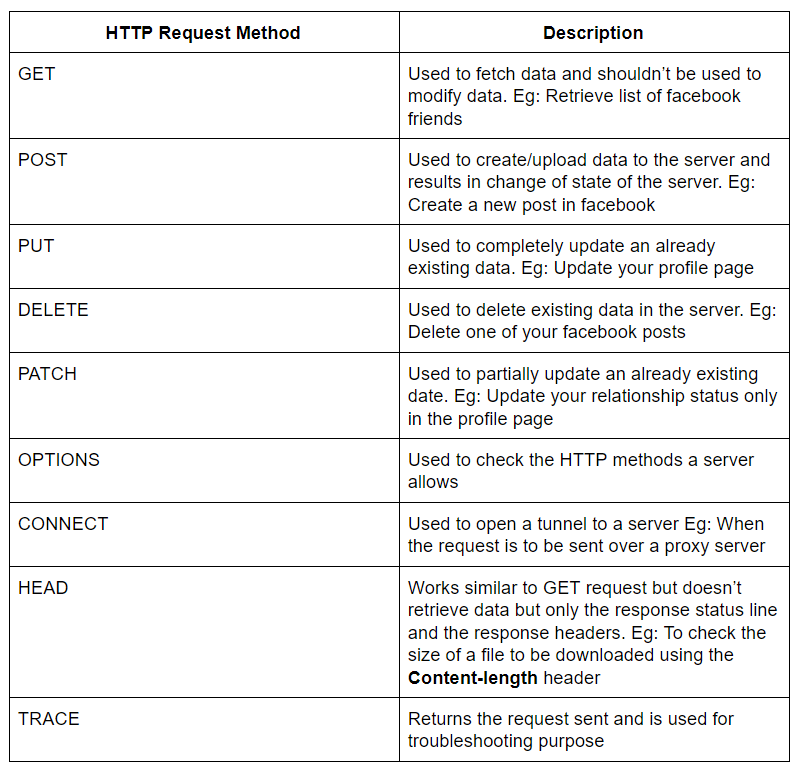 HTTP Request Method
Description
GET
Used to fetch data and shouldn’t be used to
modify data. Eg: Retrieve list of facebook
friends
POST
Used to create/upload data to the server and
results in change of state of the server. Eg:
Create a new post in facebook
PUT
Used to completely update an already
existing data. Eg: Update your profile page
DELETE
Used to delete existing data in the server. Eg:
Delete one of your facebook posts
PATCH
Used to partially update an already existing
date. Eg: Update your relationship status only
in the profile page
OPTIONS
Used to check the HTTP methods a server
allows
CONNECT
Used to open a tunnel to a server Eg: When
the request is to be sent over a proxy server
HEAD
Works similar to GET request but doesn’t
retrieve data but only the response status line
and the response headers. Eg: To check the
size of a file to be downloaded using the
Content-length header
TRACE
Returns the request sent and is used for
troubleshooting purpose